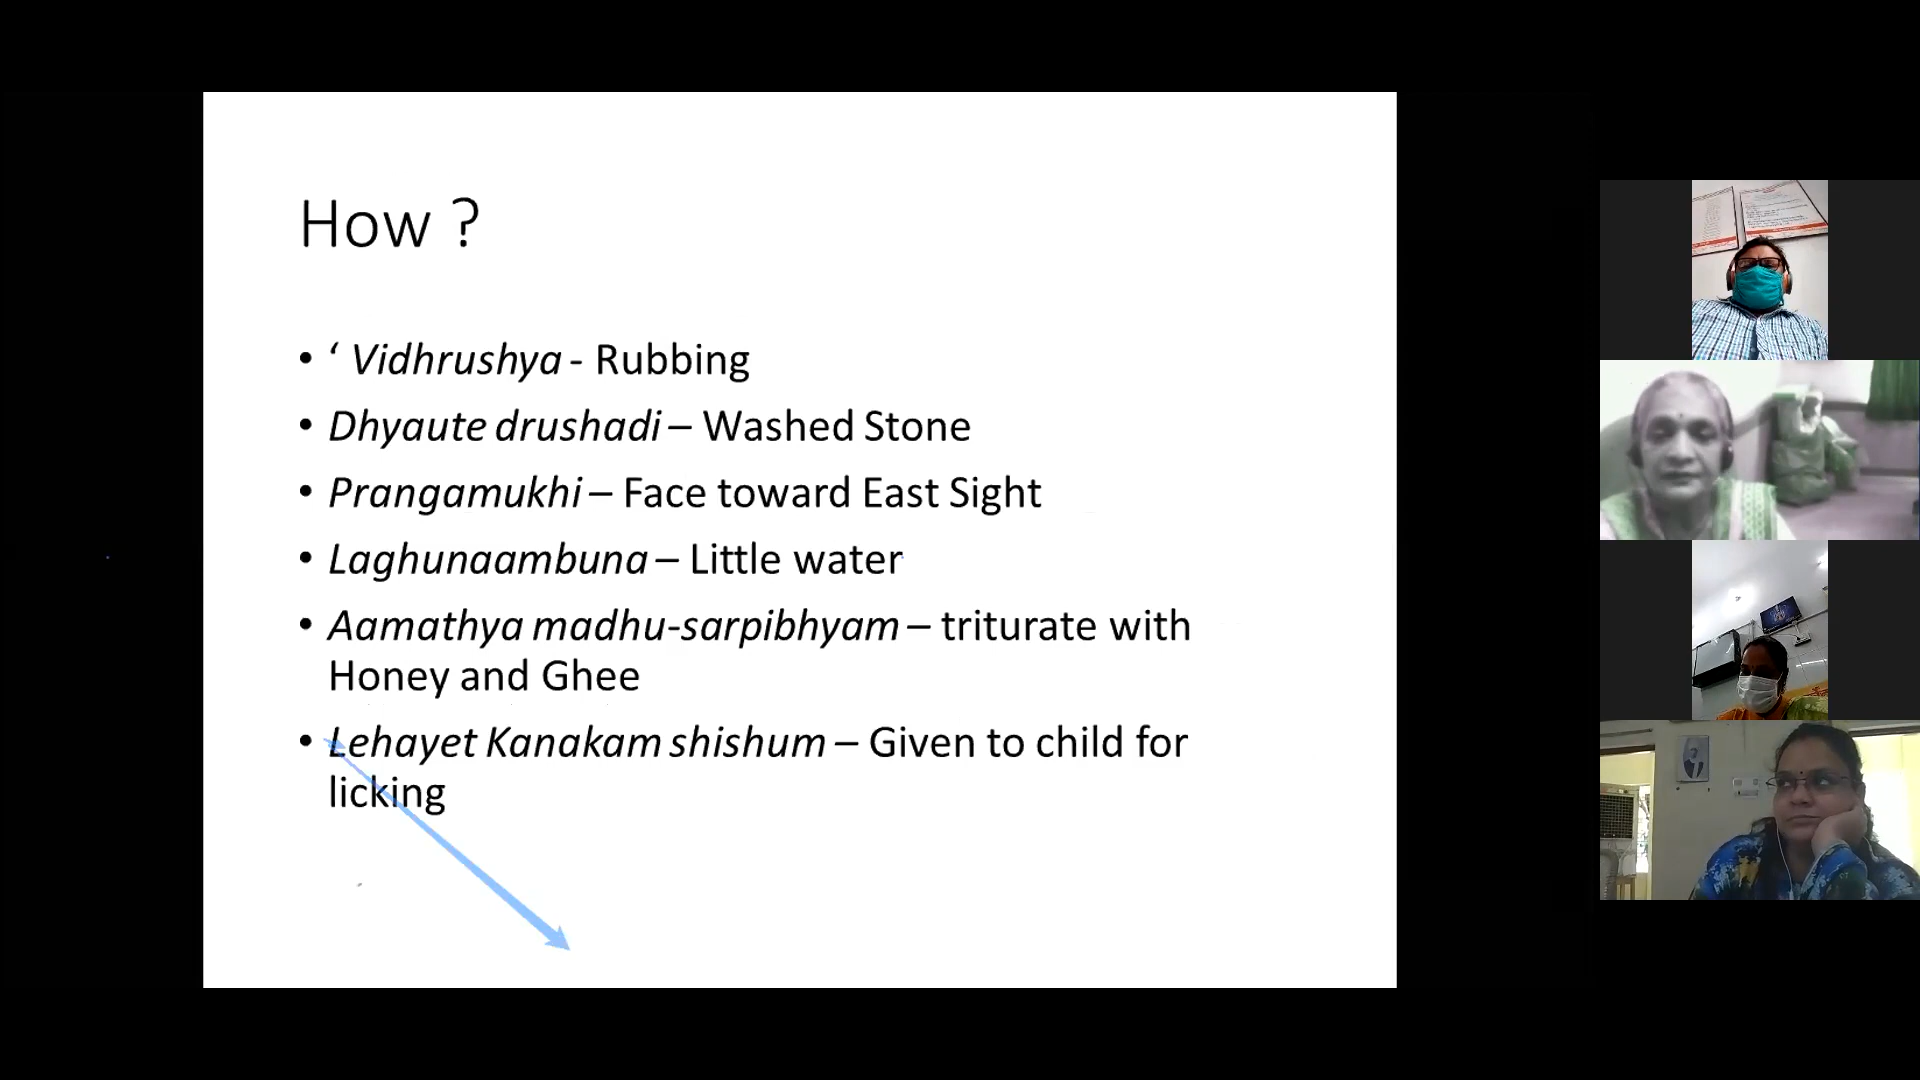 How ?
• ‘ Vidhrushya - Rubbing
• Dhyaute drushadi – Washed Stone
• Prangamukhi – Face toward East Sight
• Laghunaambuna – Little water
• Aamathya madhu-sarpibhyam – triturate with
Honey and Ghee
• Lehayet Kanakam shishum – Given to child for
licking